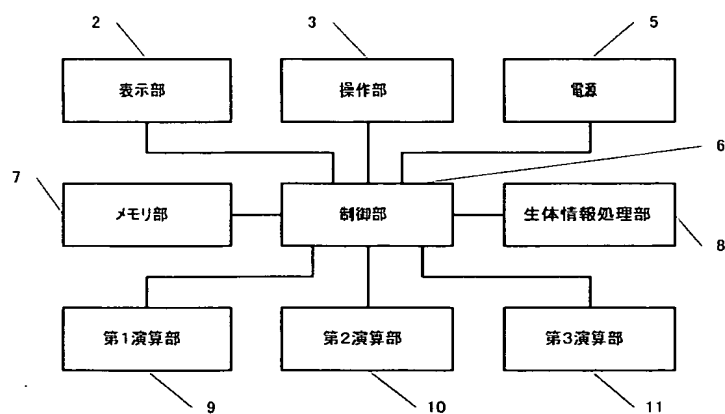 2
3
5
表示部
操作部
電源
6
7
メモリ部
制御部
生体情報処理部
8
第1演算部
第2演算部
第3演算部
9
10
11